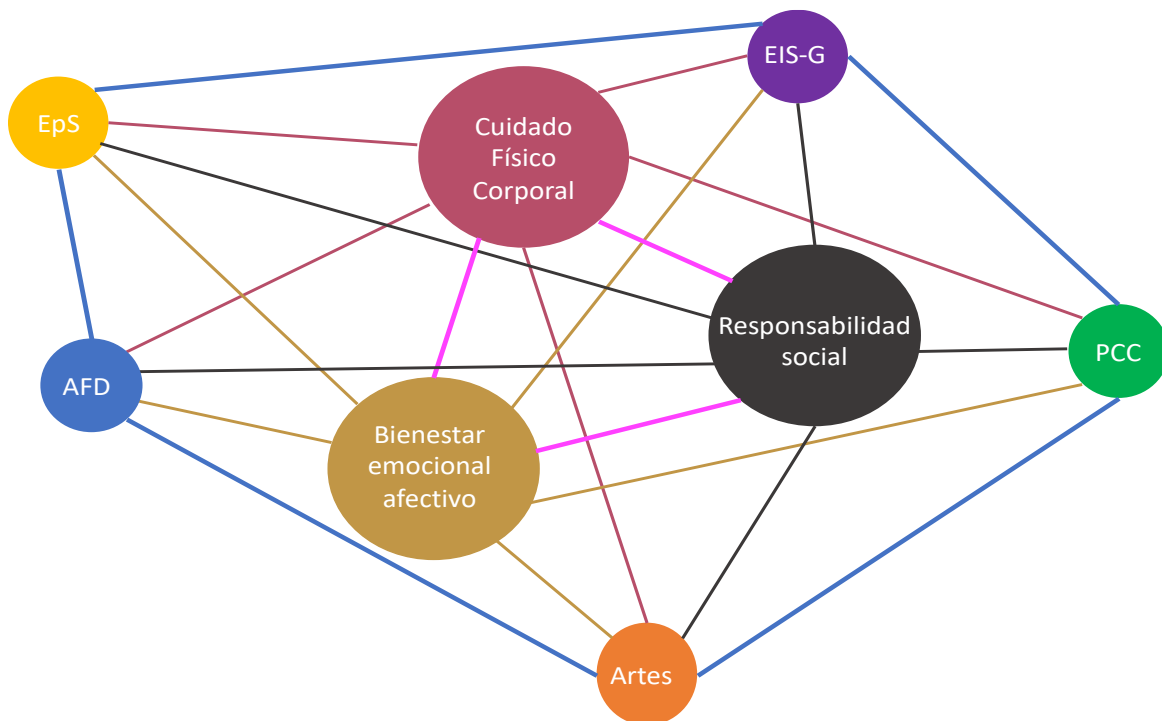 EIS-G
EpS
Cuidado
Físico
Corporal
Responsabilidad
social
PCC
AFD
Bienestar
emocional
afectivo
Artes